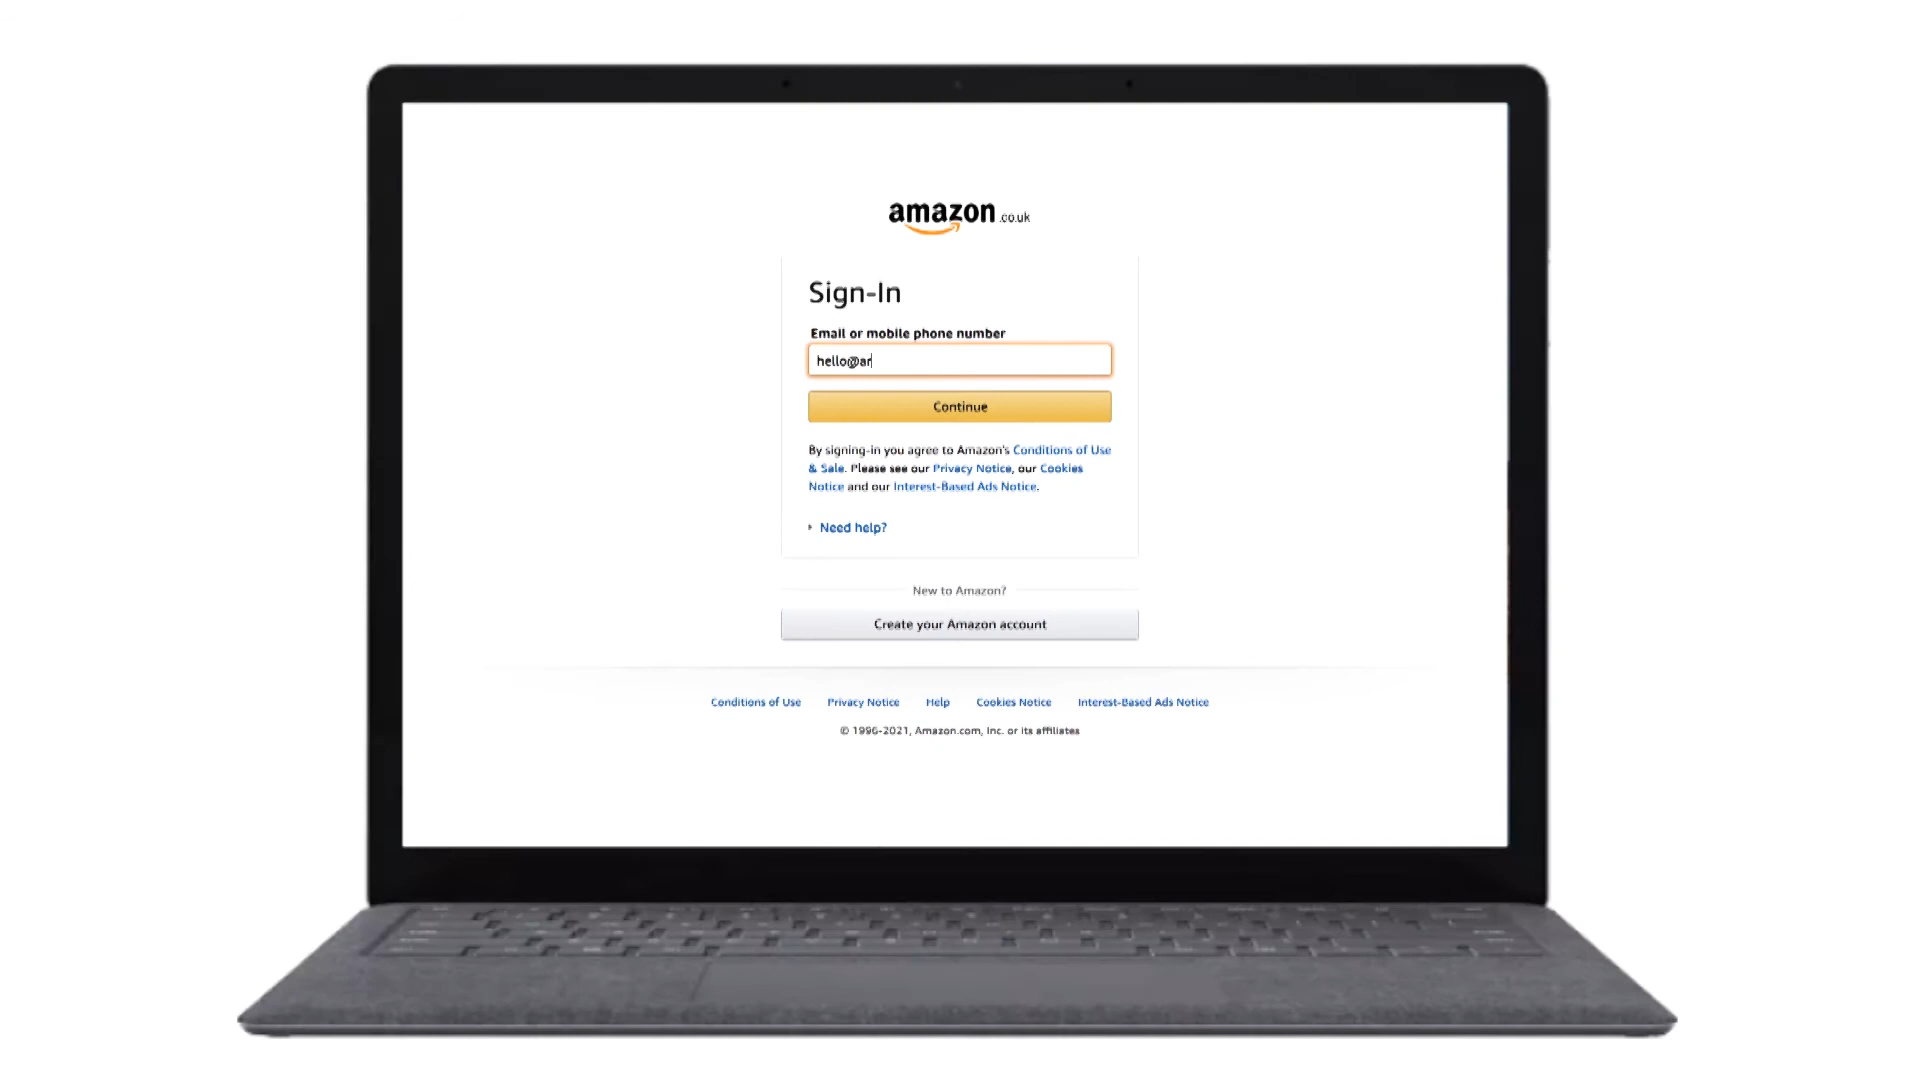 amazon.co.uk
Sign-In
Email or mobile phone number
hello@ar
Continue
By signing-in you agree to Amazon's Conditions of Use
& Sale. Please see our Privacy Notice, our Cookies
Notice and our Interest-Based Ads Notice.
Need help?
New to Amazon?
Create your Amazon account
Conditions of Use Privacy Notice Help Cookies Notice Interest-Based Ads Notice
© 1996-2021, Amazon.com, Inc. or its affiliates